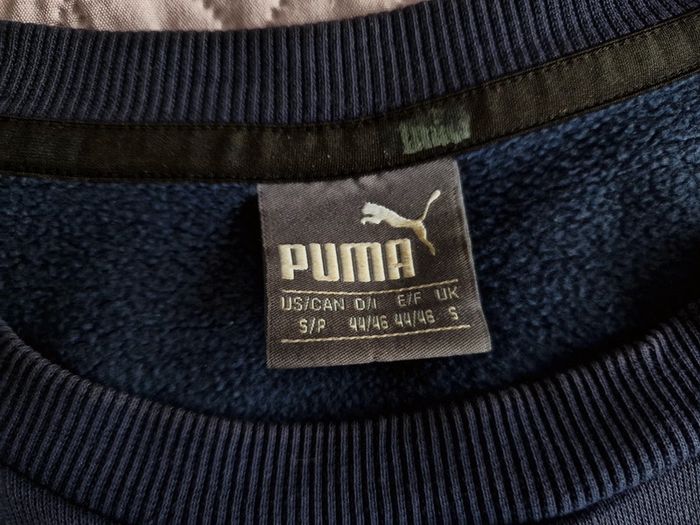 PUMA
US/CAN D/I E/F UK
S/P 44/46 44/46 S